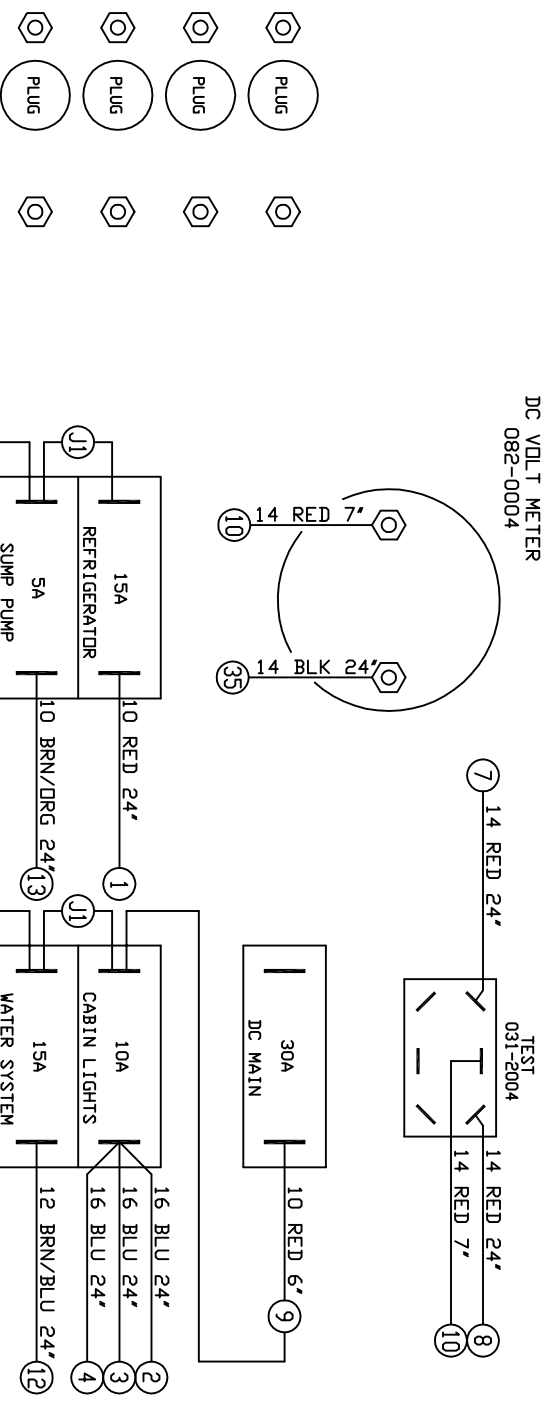 PLUG
PLUG
PLUG
PLUG
DC VOLT METER
082-0004
10
14 RED 7"
35
14 BLK 24"
7
14 RED 24"
TEST
031-2004
14 RED 24"
8
14 RED 7"
10
J1
15A
REFRIGERATOR
10 RED 24"
1
5A
SUMP PUMP
10 BRN/ORG 24"
13
30A
DC MAIN
10 RED 6"
9
J1
10A
CABIN LIGHTS
16 BLU 24"
2
16 BLU 24"
3
16 BLU 24"
4
15A
WATER SYSTEM
12 BRN/BLU 24"
12